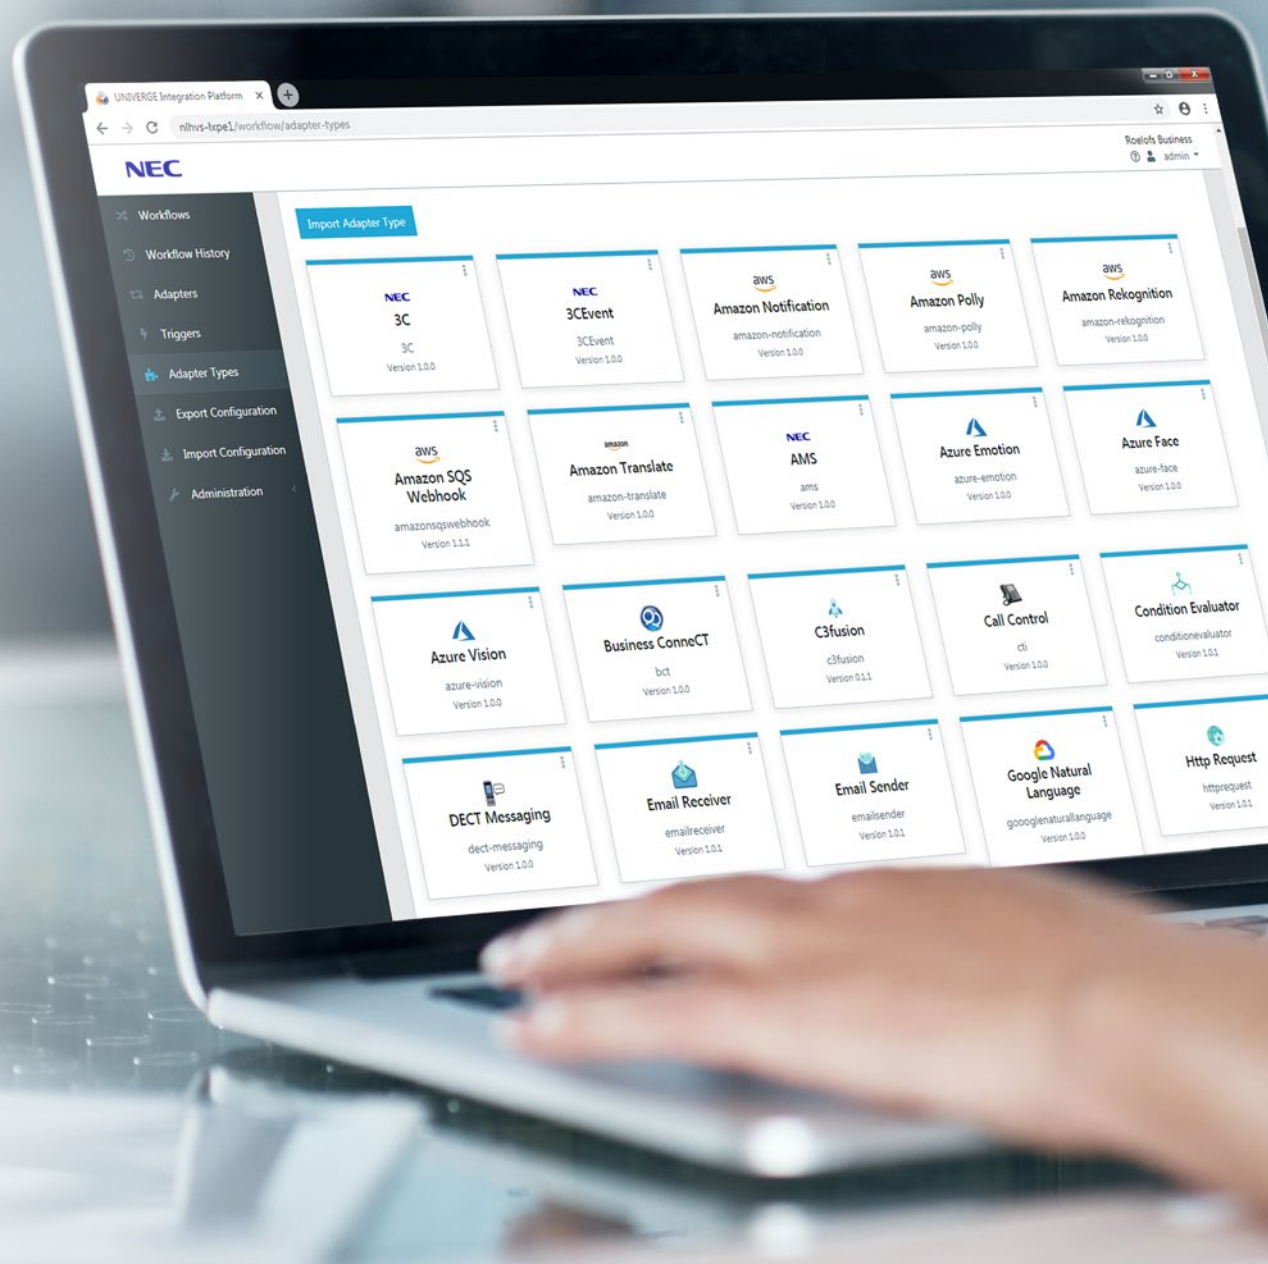 UNIVERGE Integration Platform
nlhvs-lxpe1/workflow/adapter-types
Roelofs Business
admin
NEC
Workflows
Workflow History
Adapters
Triggers
Adapter Types
Export Configuration
Import Configuration
Administration
Import Adapter Type
NEC
3C
3C
Version 1.0.0
NEC
3CEvent
3CEvent
Version 1.0.0
aws
Amazon Notification
amazon-notification
Version 1.0.0
aws
Amazon Polly
amazon-polly
Version 1.0.0
aws
Amazon Rekognition
amazon-rekognition
Version 1.0.0
aws
Amazon SQS
Webhook
amazonsqswebhook
Version 1.1.1
amazon
Amazon Translate
amazon-translate
Version 1.0.0
NEC
AMS
ams
Version 1.0.0
Azure Emotion
azure-emotion
Version 1.0.0
Azure Face
azure-face
Version 1.0.0
Azure Vision
azure-vision
Version 1.0.0
Business ConneCT
bct
Version 1.0.0
C3fusion
c3fusion
Version 0.1.1
Call Control
cti
Version 1.0.0
Condition Evaluator
conditionevaluator
Version 1.0.1
DECT Messaging
dect-messaging
Version 1.0.0
Email Receiver
emailreceiver
Version 1.0.1
Email Sender
emailsender
Version 1.0.1
Google Natural
Language
goooglenaturallanguage
Version 1.0.0
Http Request
httprequest
Version 1.0.1